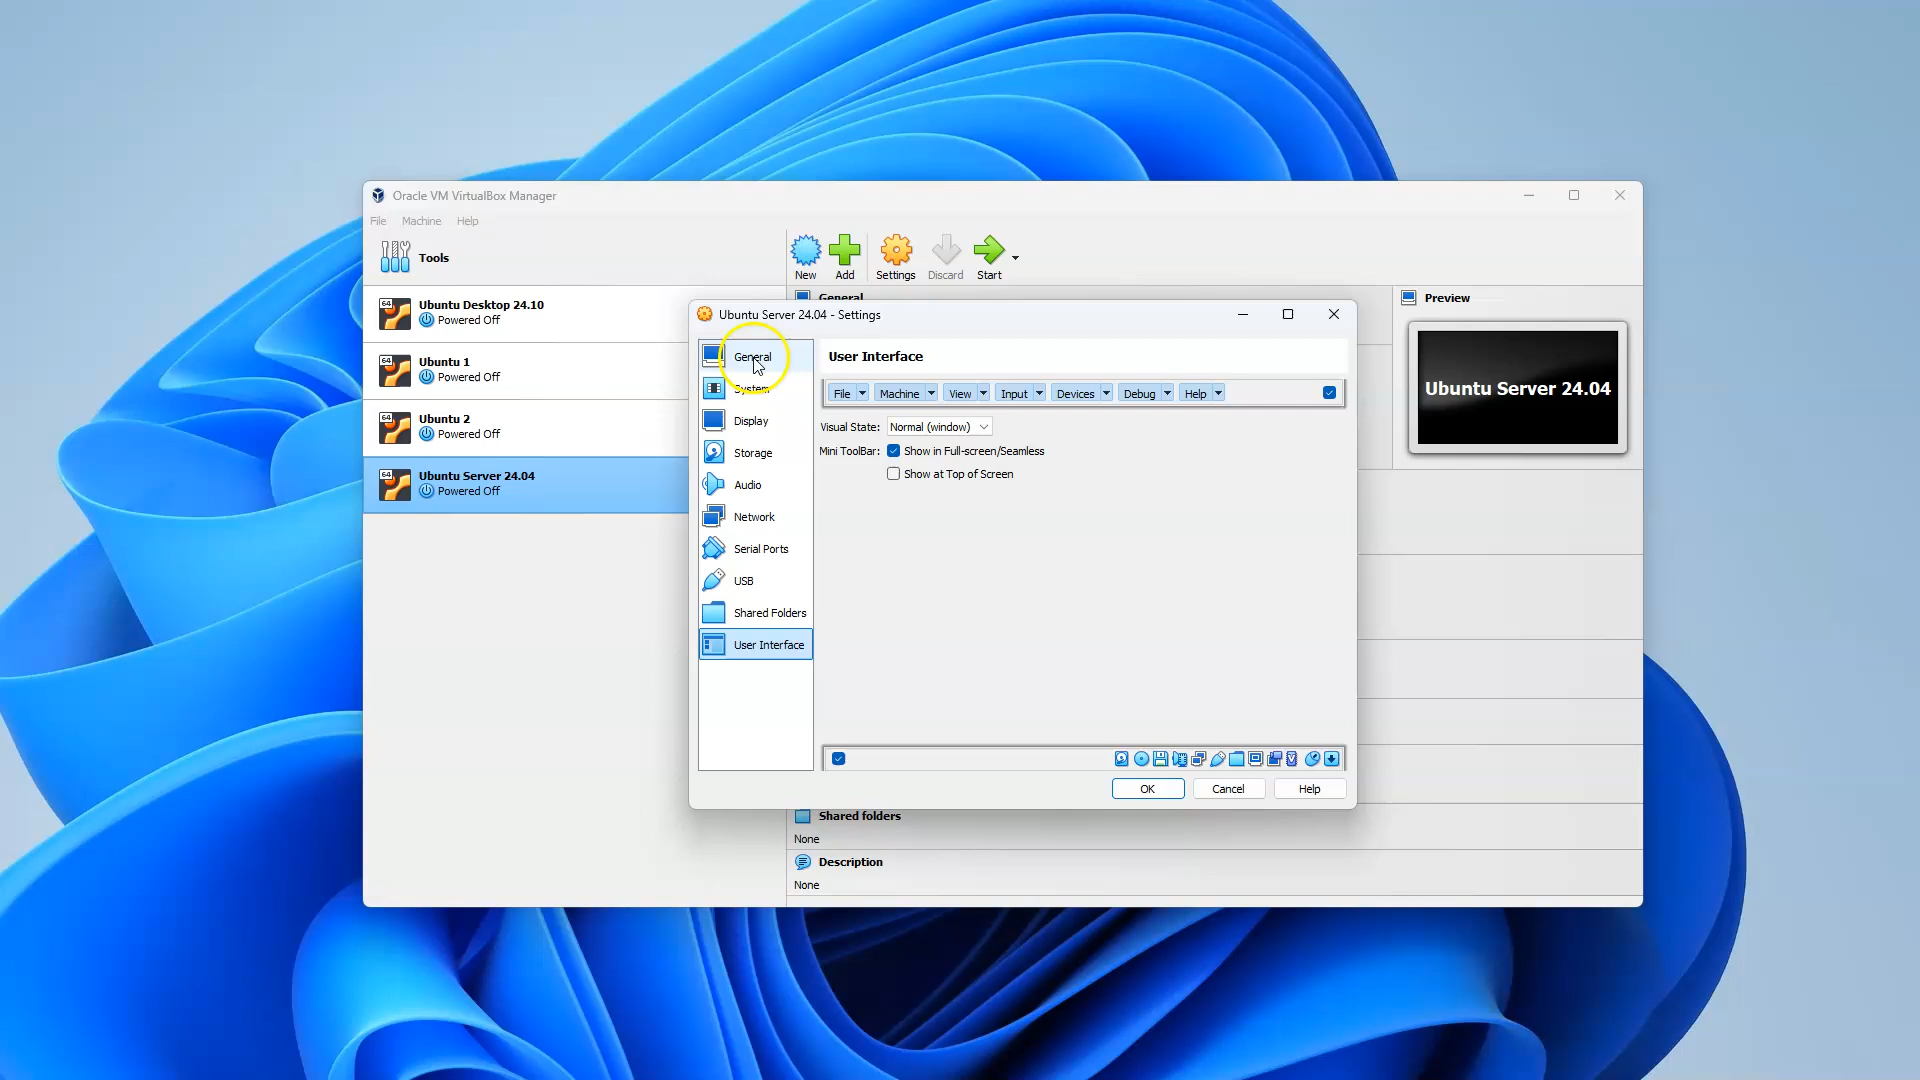 Oracle VM VirtualBox Manager
File Machine Help
Tools
New Add Settings Discard Start
64 Ubuntu Desktop 24.10
Powered Off
64 Ubuntu 1
Powered Off
64 Ubuntu 2
Powered Off
64 Ubuntu Server 24.04
Powered Off
General
Preview
Ubuntu Server 24.04
Ubuntu Server 24.04 - Settings
General
System
Display
Storage
Audio
Network
Serial Ports
USB
Shared Folders
User Interface
User Interface
File Machine View Input Devices Debug Help
Visual State: Normal (window)
Mini ToolBar: Show in Full-screen/Seamless
Show at Top of Screen
OK Cancel Help
Shared folders
None
Description
None